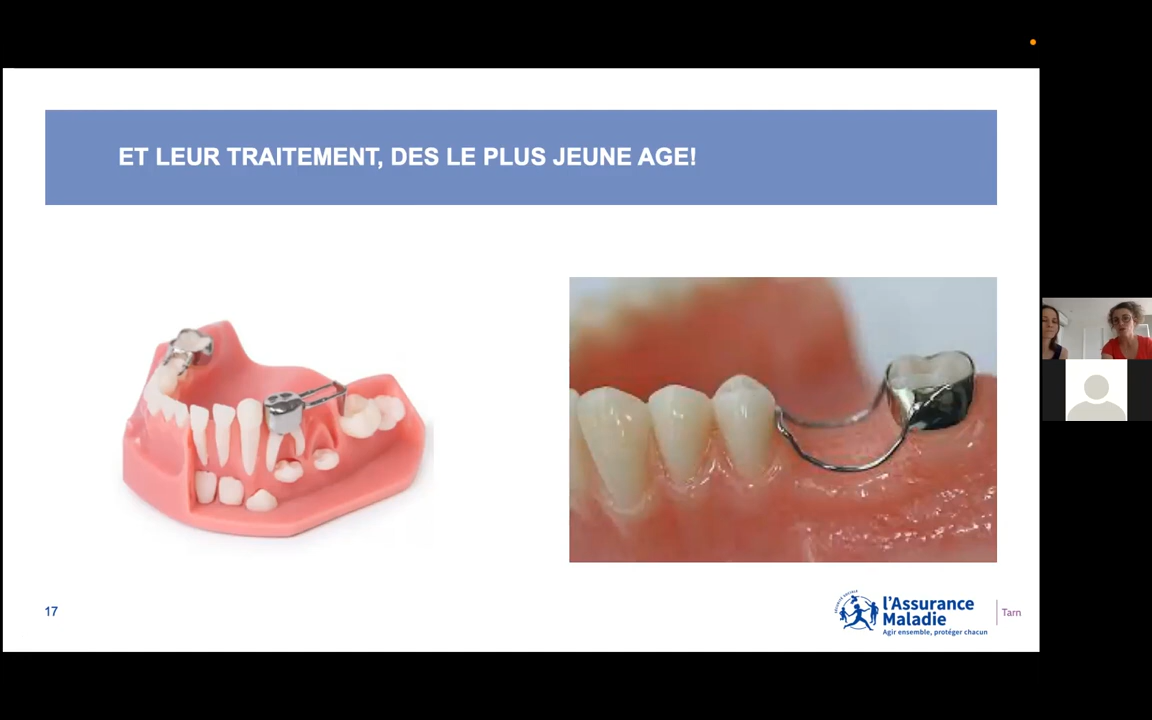 ET LEUR TRAITEMENT, DES LE PLUS JEUNE AGE!
17
l'Assurance
Maladie
Agir ensemble, protéger chacun
Tarn